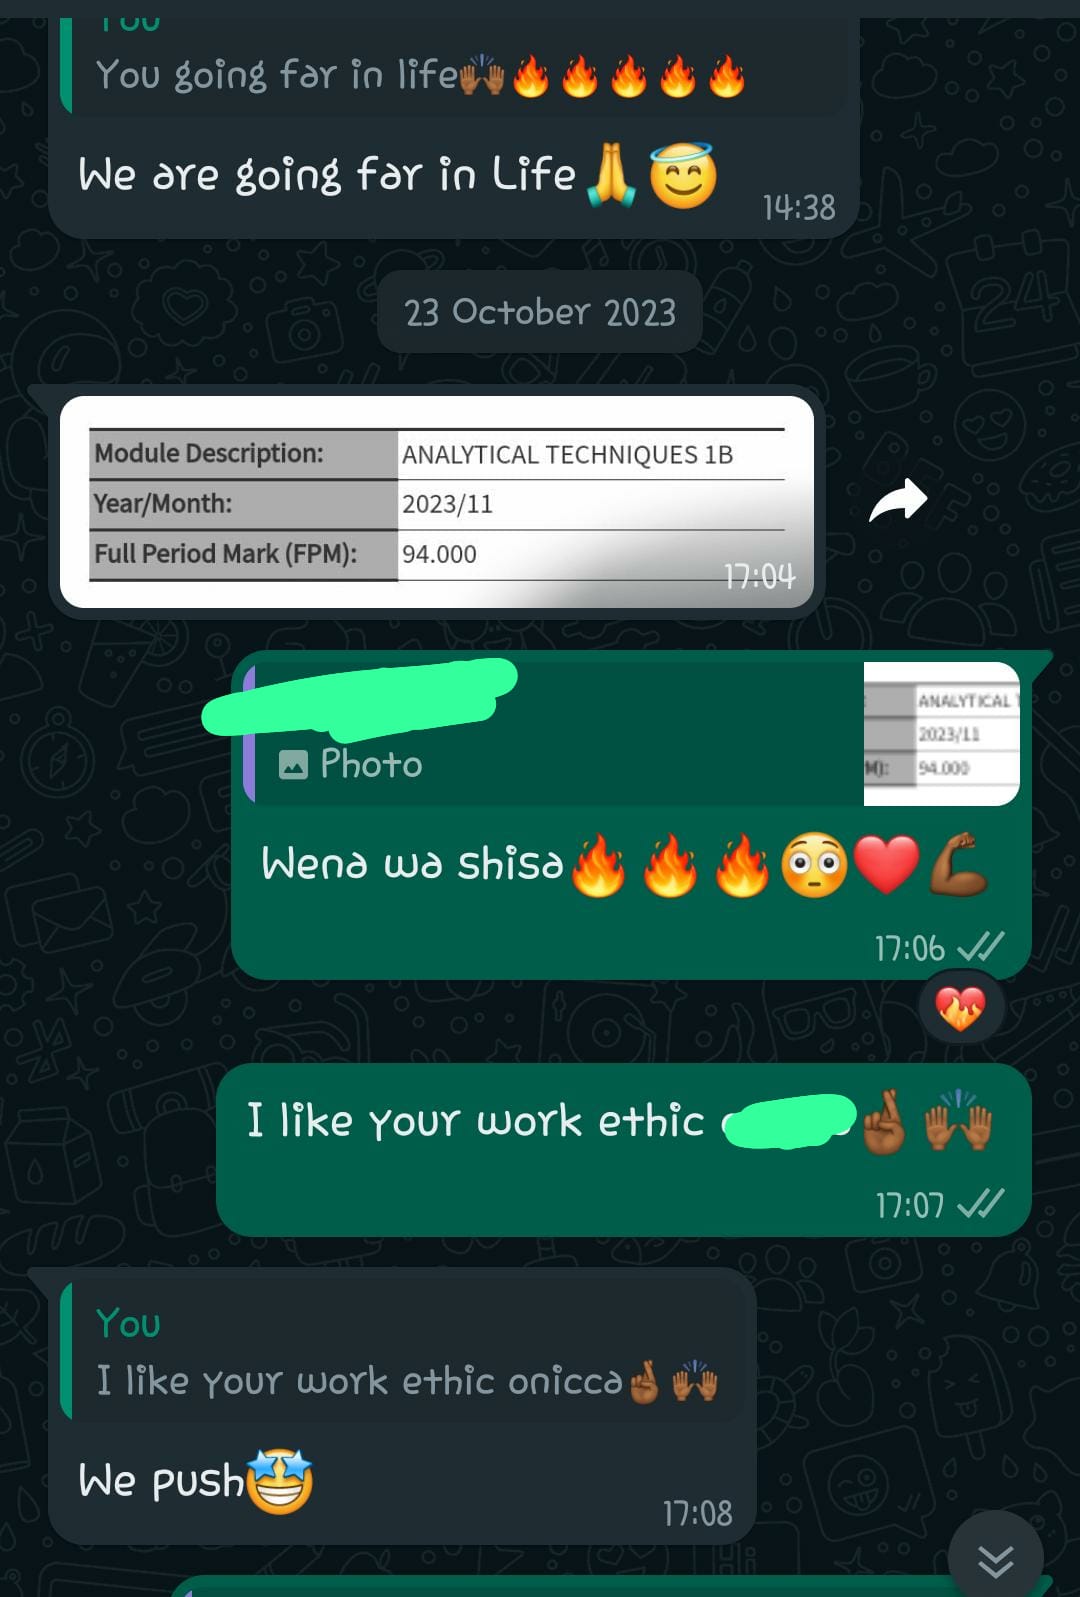 You
You going far in life🙌🏾🔥🔥🔥🔥🔥
We are going far in Life🙏😇
14:38
23 October 2023
Module Description: ANALYTICAL TECHNIQUES 1B
Year/Month: 2023/11
Full Period Mark (FPM): 94.000
17:04
Photo
ANALYTICAL
2023/11
M): 94.000
Wena wa shisa🔥🔥🔥😳❤️💪🏾
17:06
I like your work ethic 🤞🏾🙌🏾
17:07
You
I like your work ethic onicca🤞🏾🙌🏾
We push🤩
17:08